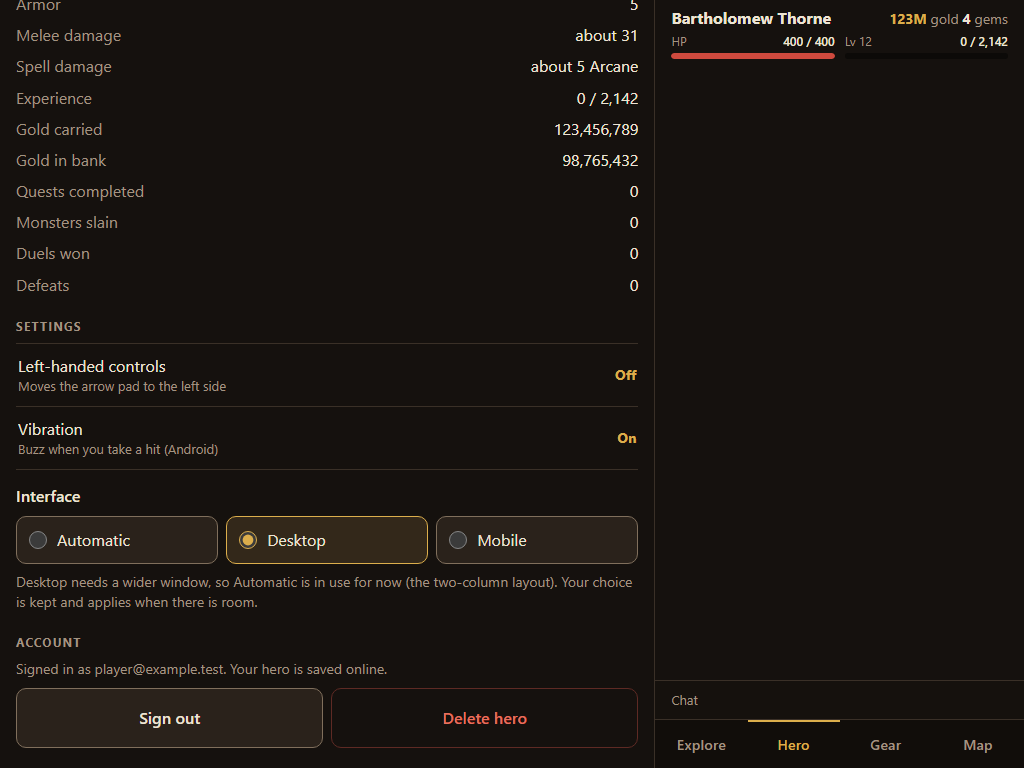 Armor 5
Melee damage about 31
Spell damage about 5 Arcane
Experience 0 / 2,142
Gold carried 123,456,789
Gold in bank 98,765,432
Quests completed 0
Monsters slain 0
Duels won 0
Defeats 0
SETTINGS
Left-handed controls
Moves the arrow pad to the left side
Off
Vibration
Buzz when you take a hit (Android)
On
Interface
Automatic Desktop Mobile
Desktop needs a wider window, so Automatic is in use for now (the two-column layout). Your choice
is kept and applies when there is room.
ACCOUNT
Signed in as player@example.test. Your hero is saved online.
Sign out Delete hero
Bartholomew Thorne 123M gold 4 gems
HP 400 / 400 Lv 12 0 / 2,142
Chat
Explore Hero Gear Map